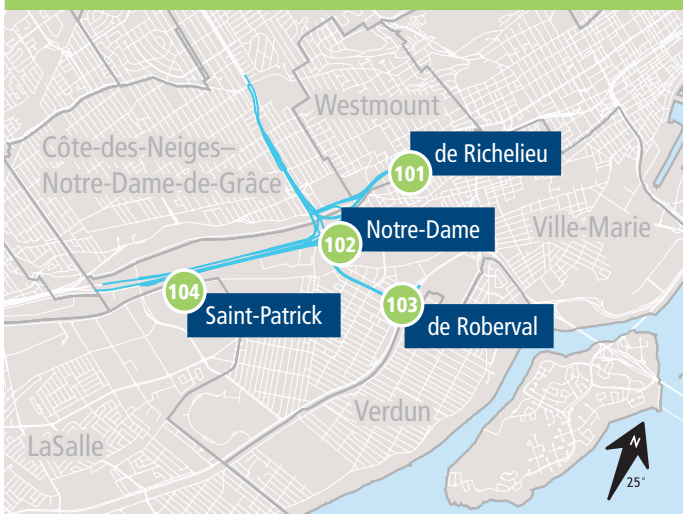 Westmount
Côte-des-Neiges–
Notre-Dame-de-Grâce
de Richelieu
101
Notre-Dame
102
Ville-Marie
104
Saint-Patrick
103
de Roberval
Verdun
LaSalle
N
25°